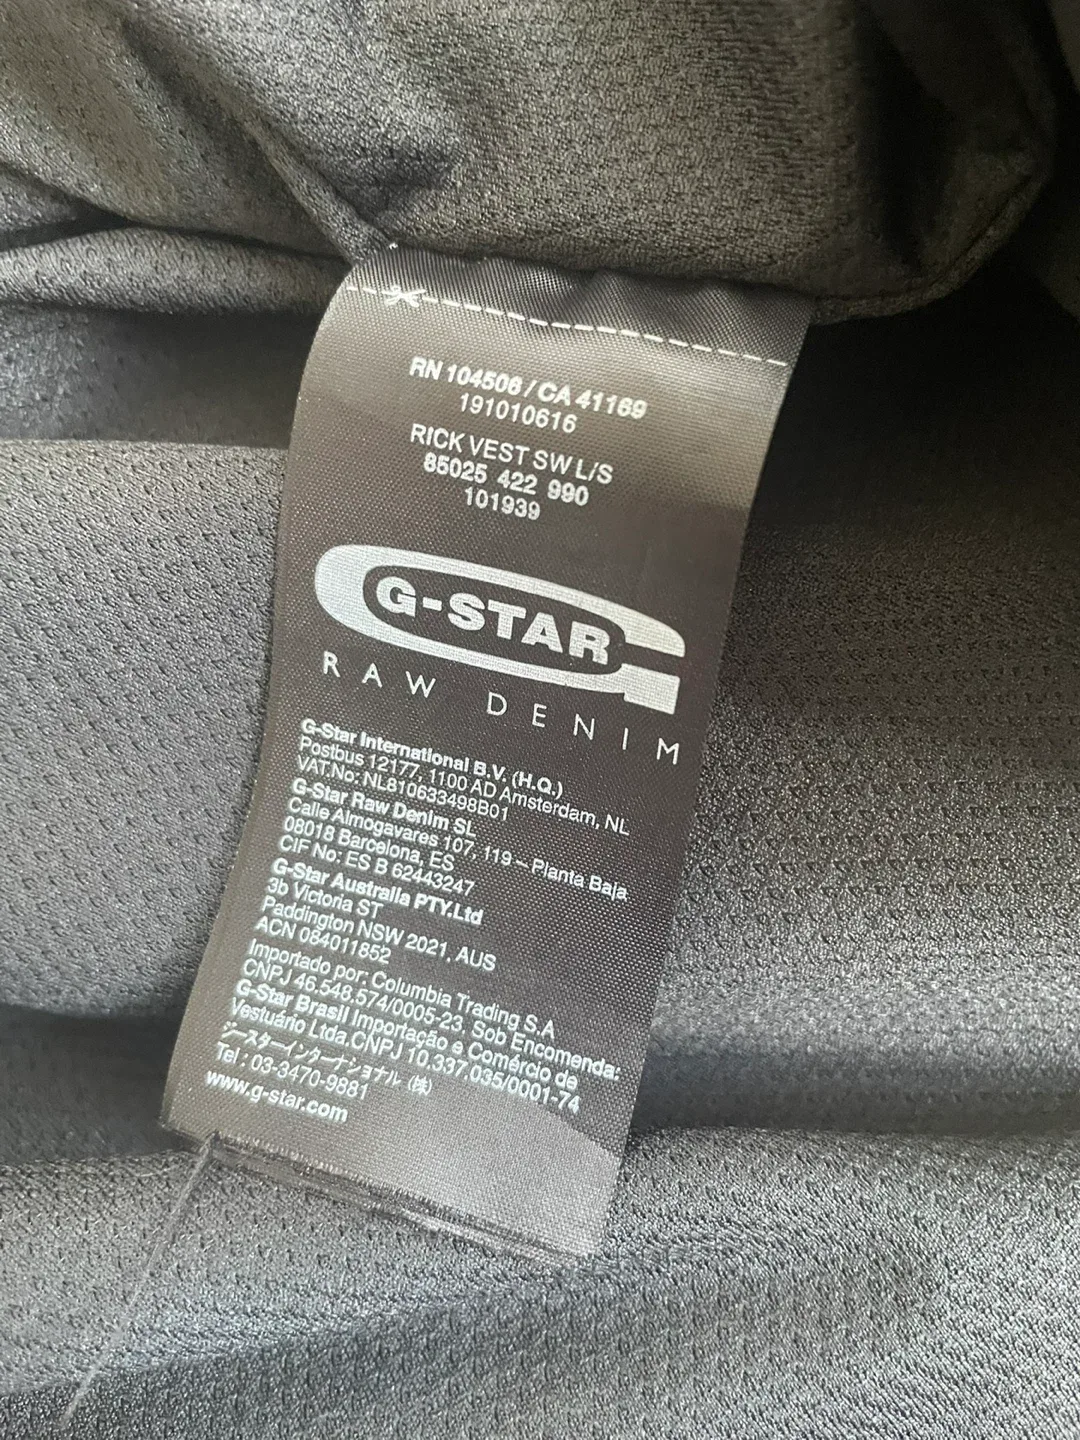 RN 104506 / CA 41169
191010616
RICK VEST SW L/S
85025 422 990
101939
G-STAR
RAW DENIM
G-Star International B.V. (H.Q.)
Postbus 12177, 1100 AD Amsterdam, NL
VAT.No: NL810633498B01
G-Star Raw Denim SL
Calle Almogavares 107, 119 – Planta Baja
08018 Barcelona, ES
CIF No: ES B 62443247
G-Star Australia PTY.Ltd
3b Victoria ST
Paddington NSW 2021, AUS
ACN 084011852
Importado por: Columbia Trading S.A
CNPJ 46.548.574/0005-23. Sob Encomenda:
G-Star Brasil Importação e Comércio de
Vestuário Ltda.CNPJ 10.337.035/0001-74
ジースターインターナショナル (株)
Tel : 03-3470-9881
www.g-star.com